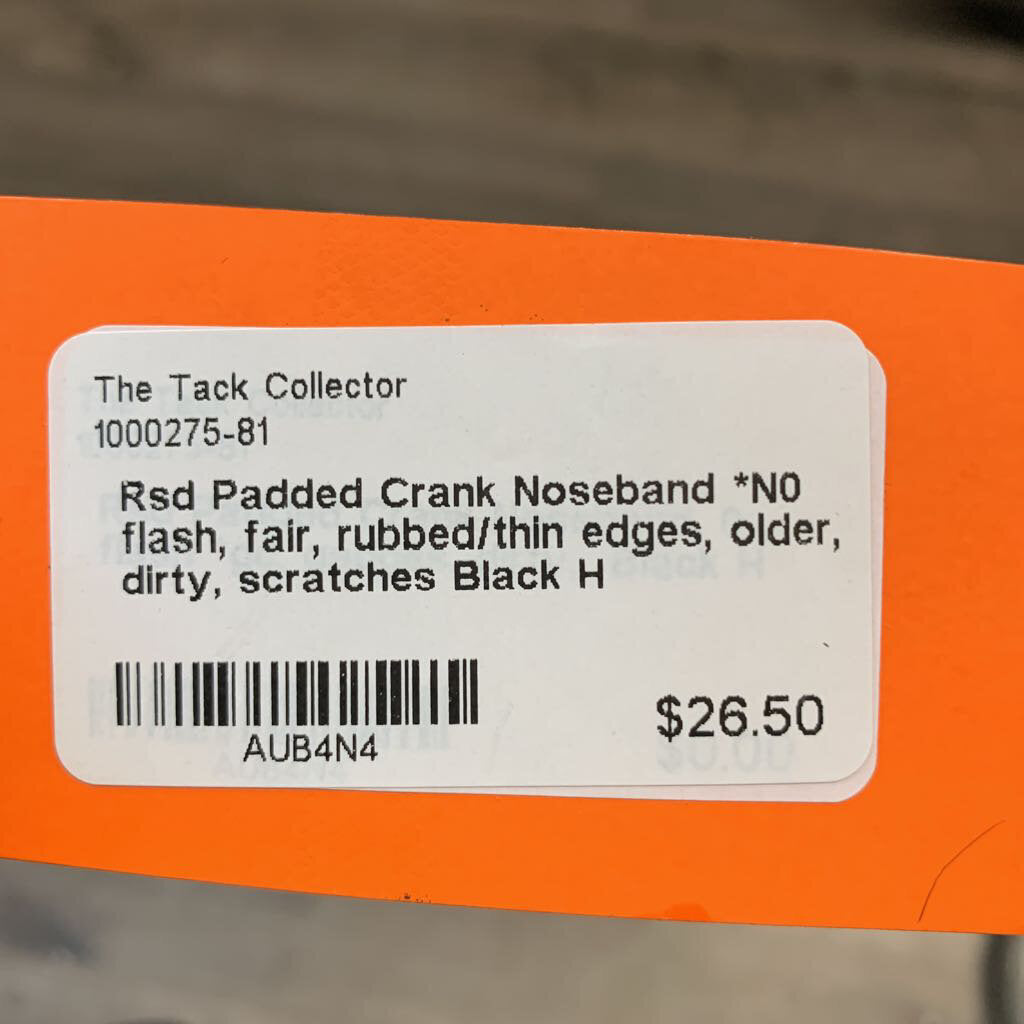 The Tack Collector
1000275-81
Rsd Padded Crank Noseband *N0
flash, fair, rubbed/thin edges, older,
dirty, scratches Black H
AUB4N4
$26.50